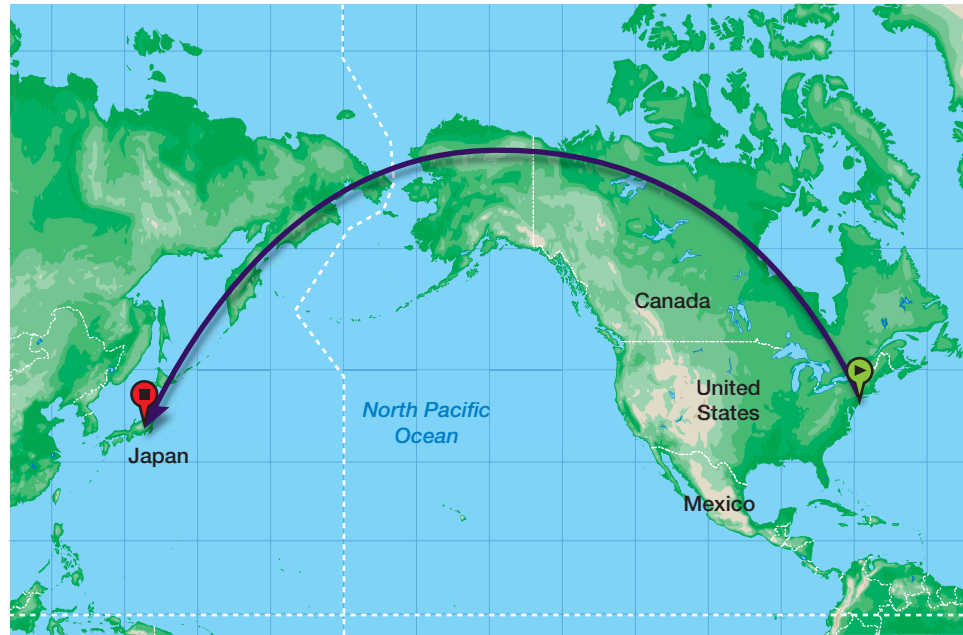 Canada
United
States
North Pacific
Ocean
Japan
Mexico